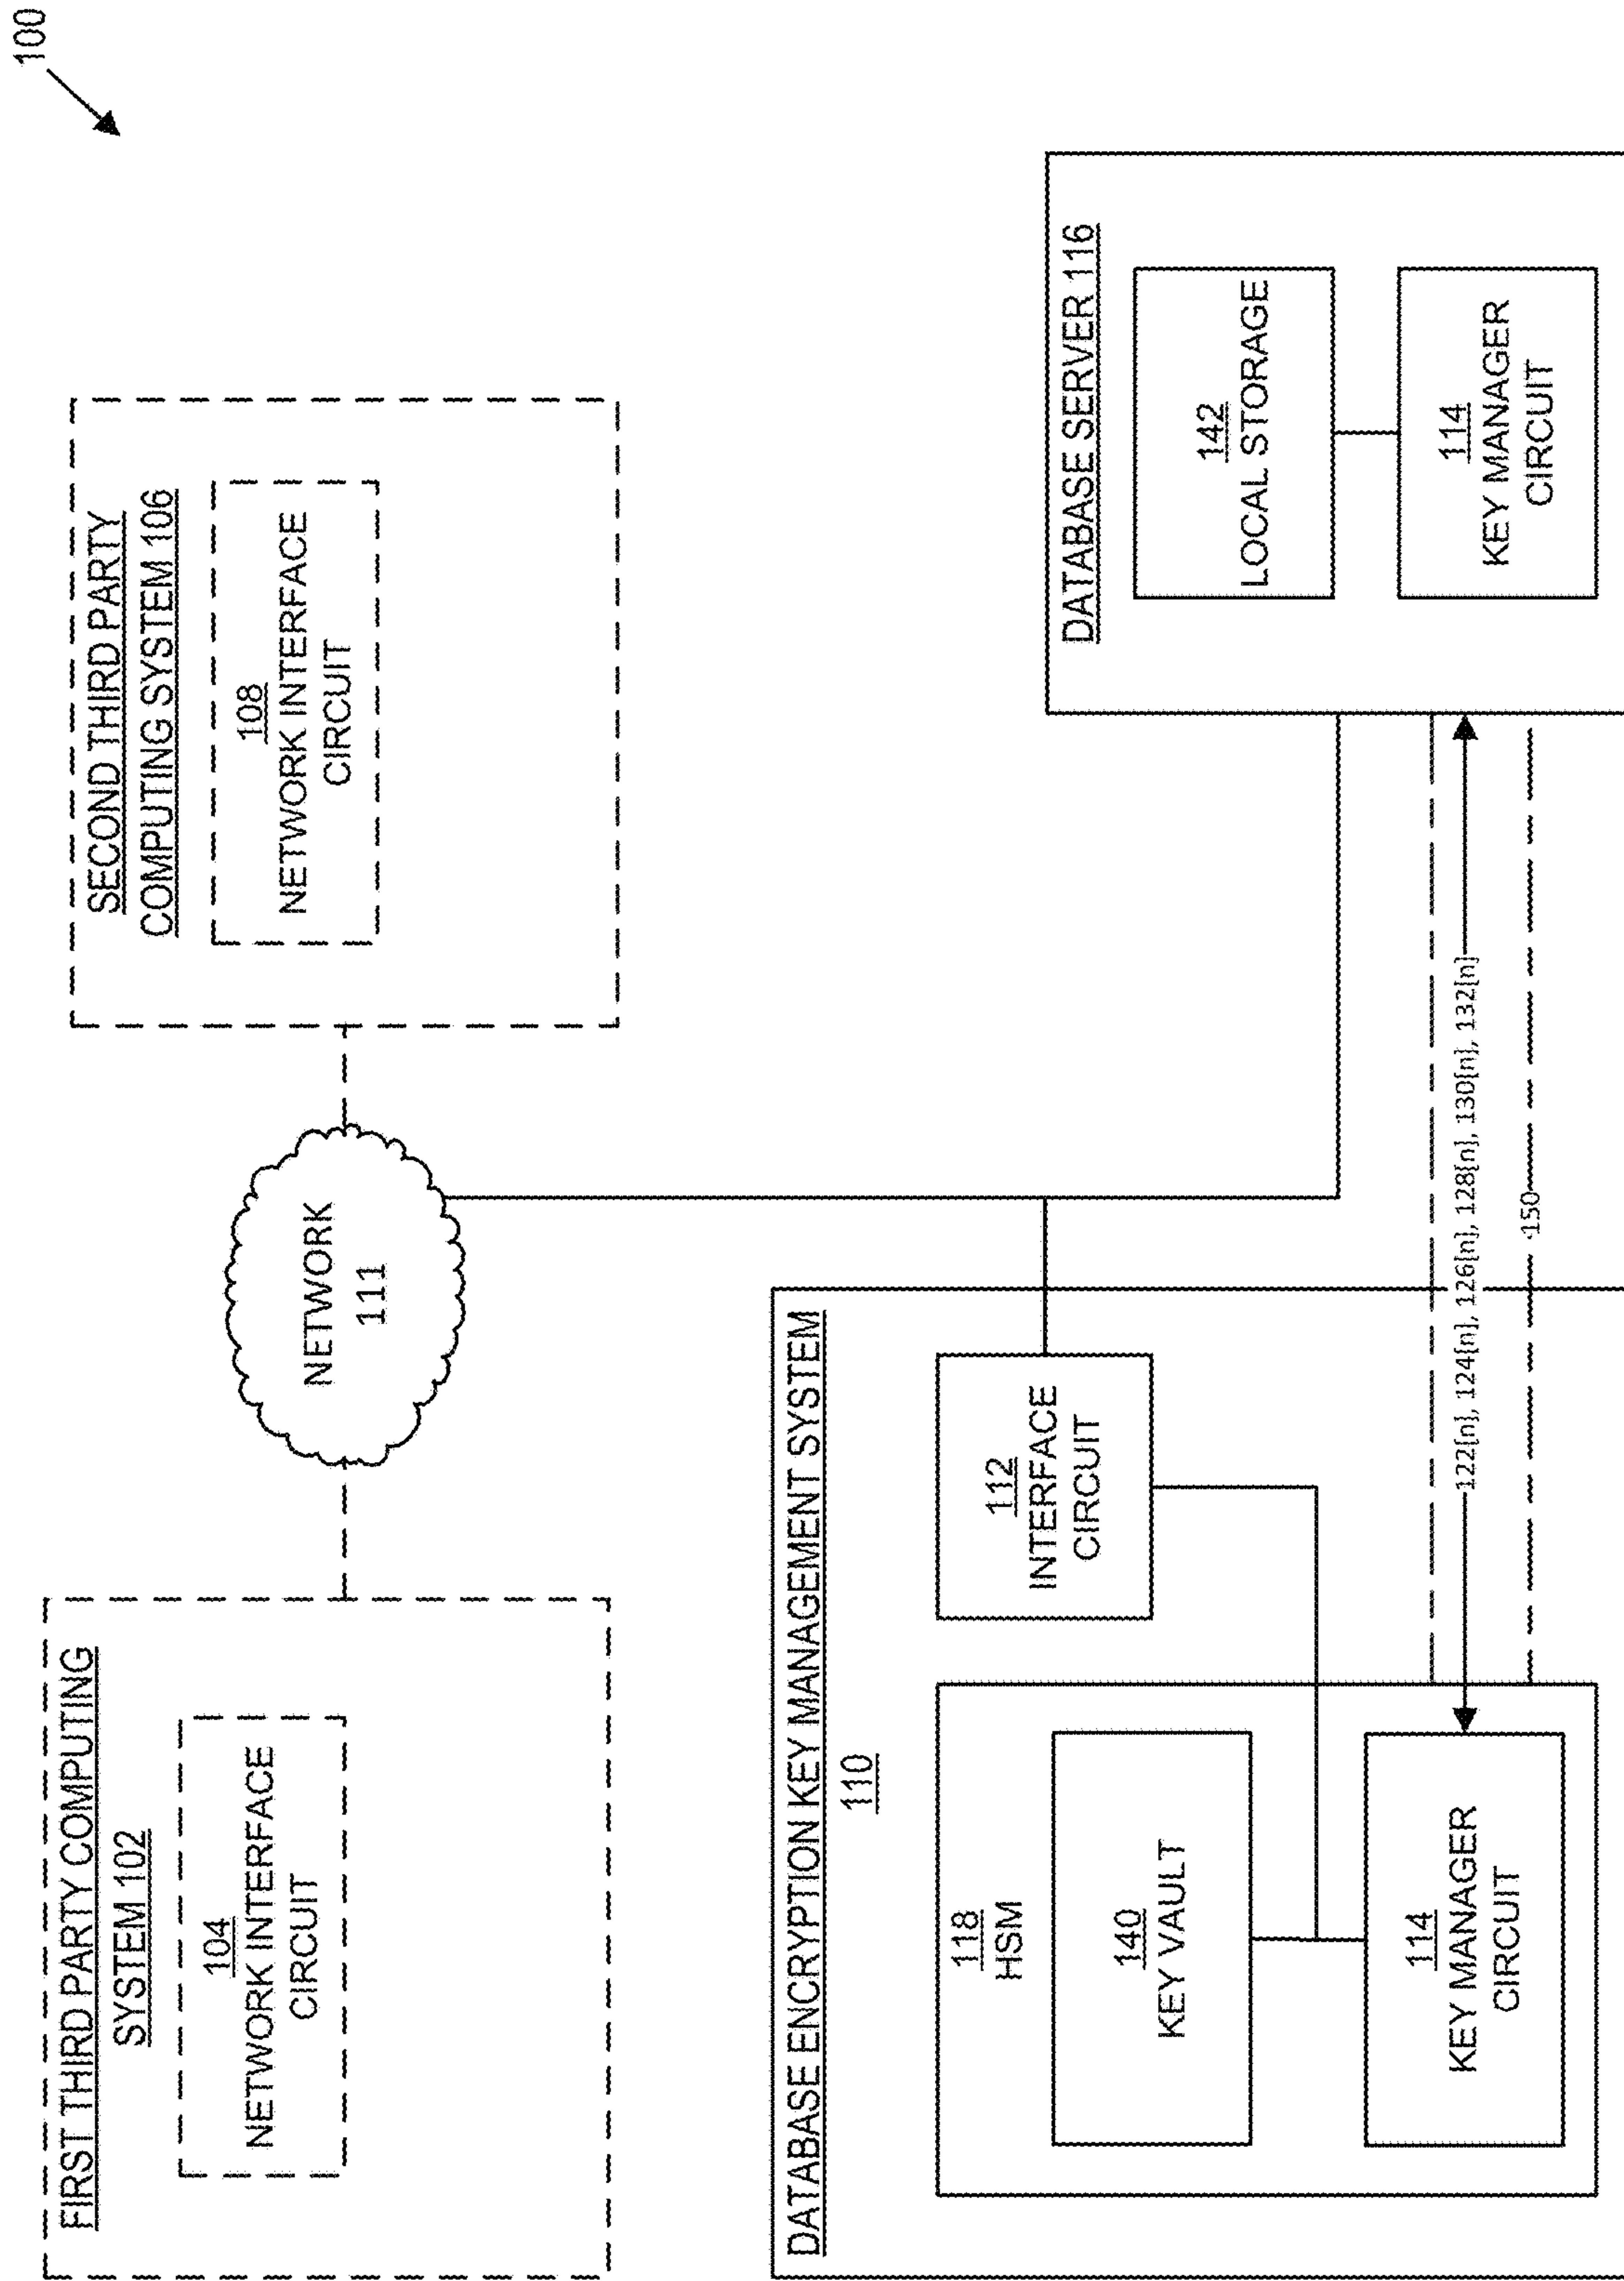 100
FIRST THIRD PARTY COMPUTING
SYSTEM 102
104
NETWORK INTERFACE
CIRCUIT
NETWORK
111
SECOND THIRD PARTY
COMPUTING SYSTEM 106
108
NETWORK INTERFACE
CIRCUIT
DATABASE ENCRYPTION KEY MANAGEMENT SYSTEM
110
112
INTERFACE
CIRCUIT
118
HSM
140
KEY VAULT
114
KEY MANAGER
CIRCUIT
122[n], 124[n], 126[n], 128[n], 130[n], 132[n]
150
DATABASE SERVER 116
142
LOCAL STORAGE
114
KEY MANAGER
CIRCUIT